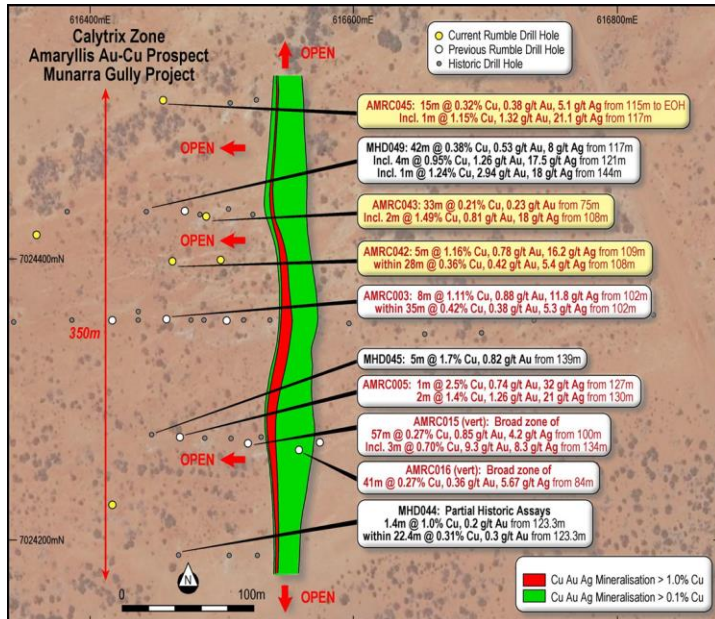 616400mE
616600mE
616800mE
Calytrix Zone
Amaryllis Au-Cu Prospect
Munarra Gully Project
OPEN
Current Rumble Drill Hole
Previous Rumble Drill Hole
Historic Drill Hole
AMRC045: 15m @ 0.32% Cu, 0.38 g/t Au, 5.1 g/t Ag from 115m to EOH
Incl. 1m @ 1.15% Cu, 1.32 g/t Au, 21.1 g/t Ag from 117m
OPEN
MHD049: 42m @ 0.38% Cu, 0.53 g/t Au, 8 g/t Ag from 117m
Incl. 4m @ 0.95% Cu, 1.26 g/t Au, 17.5 g/t Ag from 121m
Incl. 1m @ 1.24% Cu, 2.94 g/t Au, 18 g/t Ag from 144m
AMRC043: 33m @ 0.21% Cu, 0.23 g/t Au from 75m
Incl. 2m @ 1.49% Cu, 0.81 g/t Au, 18 g/t Ag from 108m
OPEN
7024400mN
AMRC042: 5m @ 1.16% Cu, 0.78 g/t Au, 16.2 g/t Ag from 109m
within 28m @ 0.36% Cu, 0.42 g/t Au, 5.4 g/t Ag from 108m
AMRC003: 8m @ 1.11% Cu, 0.88 g/t Au, 11.8 g/t Ag from 102m
within 35m @ 0.42% Cu, 0.38 g/t Au, 5.3 g/t Ag from 102m
350m
MHD045: 5m @ 1.7% Cu, 0.82 g/t Au from 139m
AMRC005: 1m @ 2.5% Cu, 0.74 g/t Au, 32 g/t Ag from 127m
2m @ 1.4% Cu, 1.26 g/t Au, 21 g/t Ag from 130m
AMRC015 (vert): Broad zone of
57m @ 0.27% Cu, 0.85 g/t Au, 4.2 g/t Ag from 100m
Incl. 3m @ 0.70% Cu, 9.3 g/t Au, 8.3 g/t Ag from 134m
OPEN
AMRC016 (vert): Broad zone of
41m @ 0.27% Cu, 0.36 g/t Au, 5.67 g/t Ag from 84m
7024200mN
MHD044: Partial Historic Assays
1.4m @ 1.0% Cu, 0.2 g/t Au from 123.3m
within 22.4m @ 0.31% Cu, 0.3 g/t Au from 123.3m
N
0
100m
OPEN
Cu Au Ag Mineralisation > 1.0% Cu
Cu Au Ag Mineralisation > 0.1% Cu